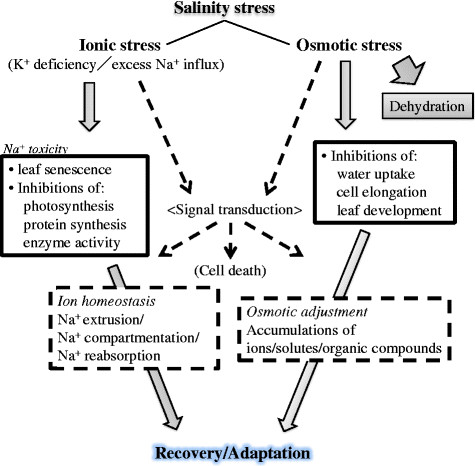 Salinity stress
Ionic stress
Osmotic stress
(K⁺ deficiency／excess Na⁺ influx)
Dehydration
Na⁺ toxicity
• leaf senescence
• Inhibitions of:
photosynthesis
protein synthesis
enzyme activity
• Inhibitions of:
water uptake
cell elongation
leaf development
<Signal transduction>
(Cell death)
Ion homeostasis
Na⁺ extrusion/
Na⁺ compartmentation/
Na⁺ reabsorption
Osmotic adjustment
Accumulations of
ions/solutes/organic compounds
Recovery/Adaptation